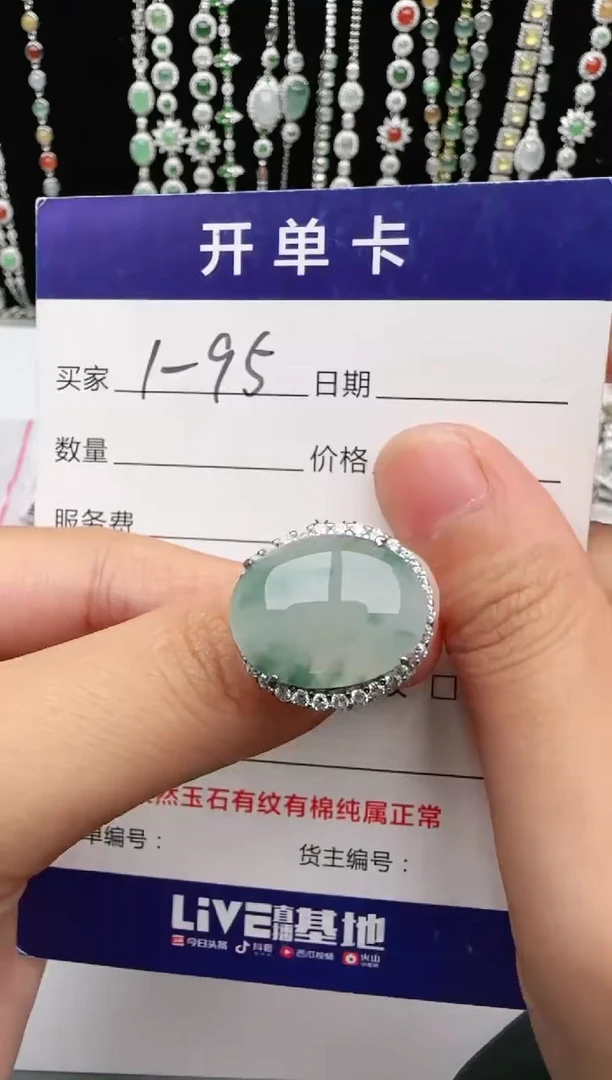 开单卡
买家 1-95 日期
数量 价格
服务费
然玉石有纹有棉纯属正常
单编号： 货主编号：
LiVE直播基地
今日头条 抖音 西瓜视频 火山